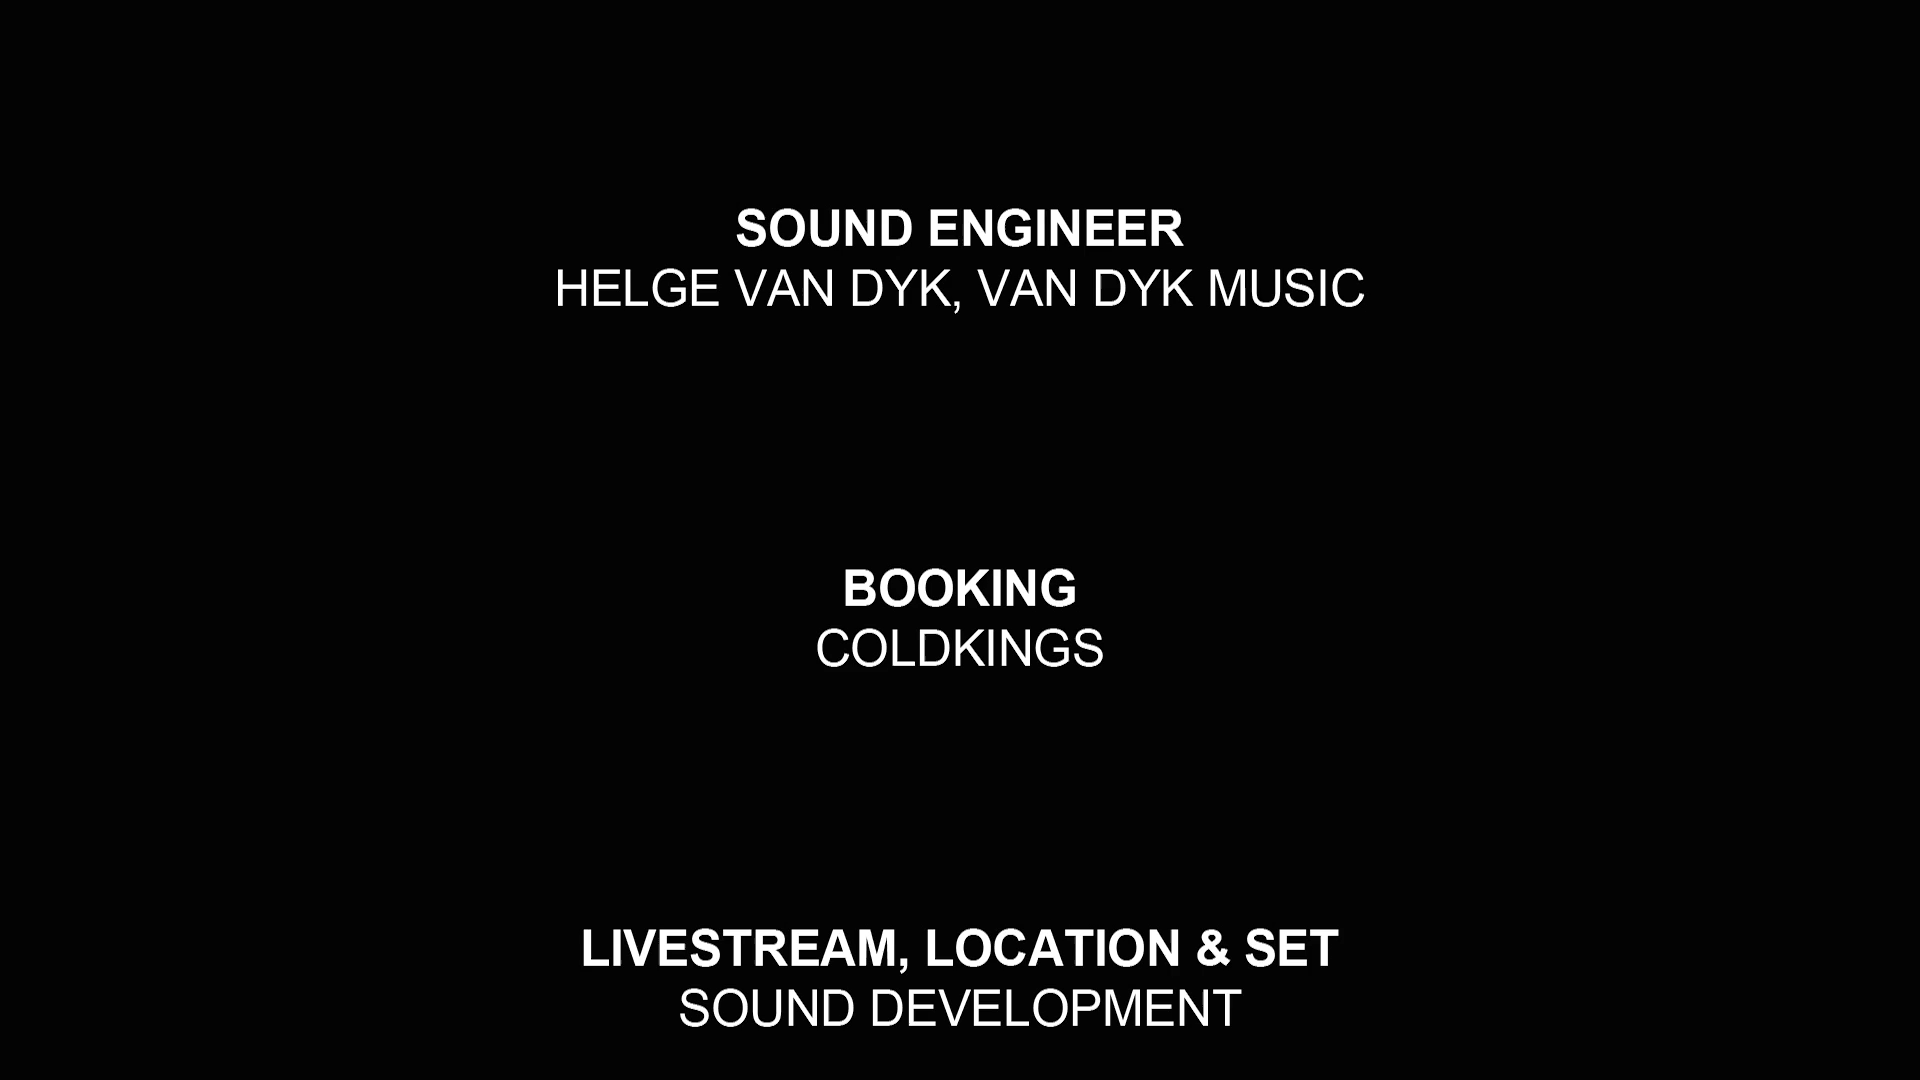 SOUND ENGINEER
HELGE VAN DYK, VAN DYK MUSIC
BOOKING
COLDKINGS
LIVESTREAM, LOCATION & SET
SOUND DEVELOPMENT